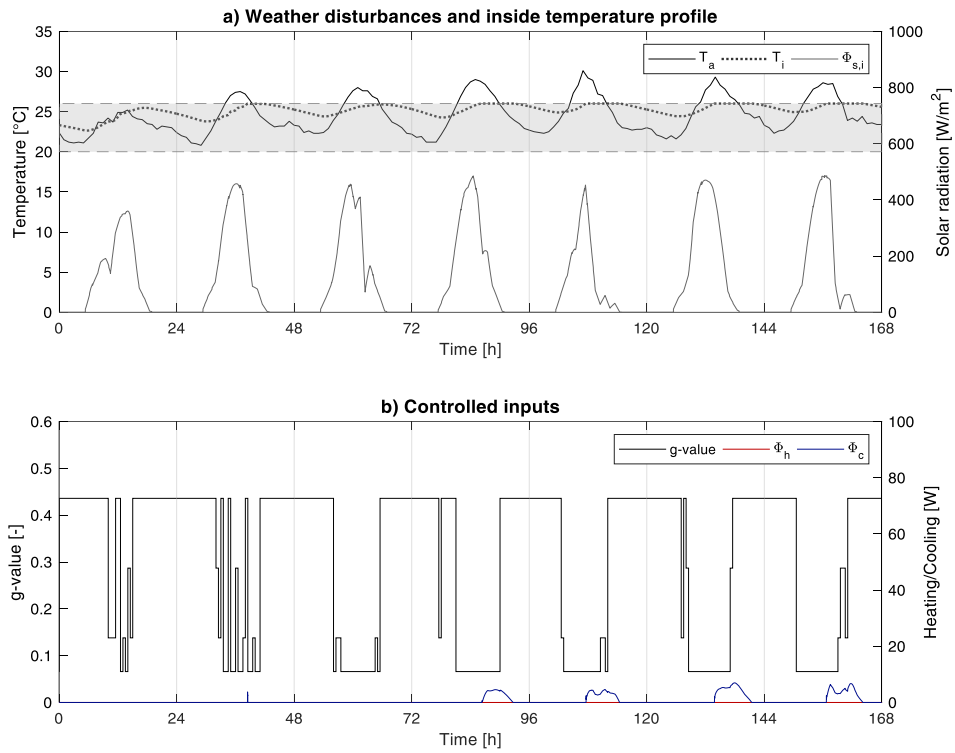 a) Weather disturbances and inside temperature profile
35
30
25
20
15
10
5
0
Temperature [°C]
1000
800
600
400
200
0
Solar radiation [W/m²]
T_a T_i Φ_s,i
0 24 48 72 96 120 144 168
Time [h]
b) Controlled inputs
0.6
0.5
0.4
0.3
0.2
0.1
0
g-value [-]
100
80
60
40
20
0
Heating/Cooling [W]
g-value Φ_h Φ_c
0 24 48 72 96 120 144 168
Time [h]